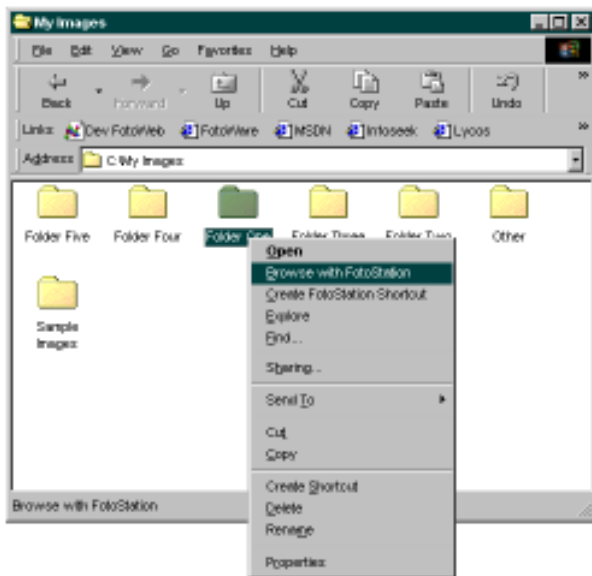 My Images
File Edit View Go Favorites Help
Back Forward Up Cut Copy Paste Undo »
Links Dev FotoWeb FotoWare MSDN Infoseek Lycos »
Address C:\My Images
Folder Five Folder Four Folder One Folder Three Folder Two Other
Sample
Images
Open
Browse with FotoStation
Create FotoStation Shortcut
Explore
Find...
Sharing...
Send To
Cut
Copy
Create Shortcut
Delete
Rename
Properties
Browse with FotoStation